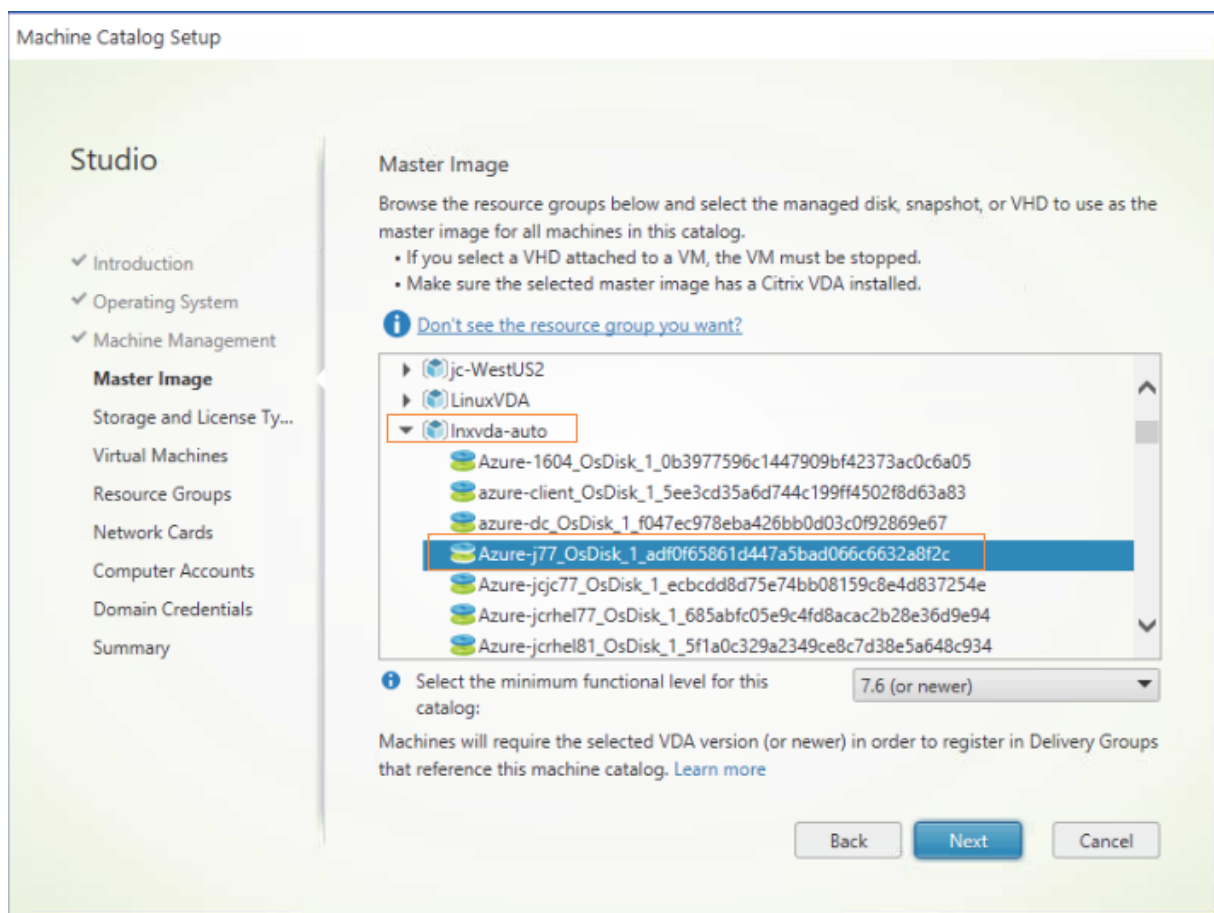 Machine Catalog Setup
Studio
Introduction
Operating System
Machine Management
Master Image
Storage and License Ty...
Virtual Machines
Resource Groups
Network Cards
Computer Accounts
Domain Credentials
Summary
Master Image
Browse the resource groups below and select the managed disk, snapshot, or VHD to use as the
master image for all machines in this catalog.
• If you select a VHD attached to a VM, the VM must be stopped.
• Make sure the selected master image has a Citrix VDA installed.
Don't see the resource group you want?
jc-WestUS2
LinuxVDA
lnxvda-auto
Azure-1604_OsDisk_1_0b3977596c1447909bf42373ac0c6a05
azure-client_OsDisk_1_5ee3cd35a6d744c199ff4502f8d63a83
azure-dc_OsDisk_1_f047ec978eba426bb0d03c0f92869e67
Azure-j77_OsDisk_1_adf0f65861d447a5bad066c6632a8f2c
Azure-jcjc77_OsDisk_1_ecbcdd8d75e74bb08159c8e4d837254e
Azure-jcrhel77_OsDisk_1_685abfc05e9c4fd8acac2b28e36d9e94
Azure-jcrhel81_OsDisk_1_5f1a0c329a2349ce8c7d38e5a648c934
Select the minimum functional level for this
catalog:
7.6 (or newer)
Machines will require the selected VDA version (or newer) in order to register in Delivery Groups
that reference this machine catalog. Learn more
Back
Next
Cancel